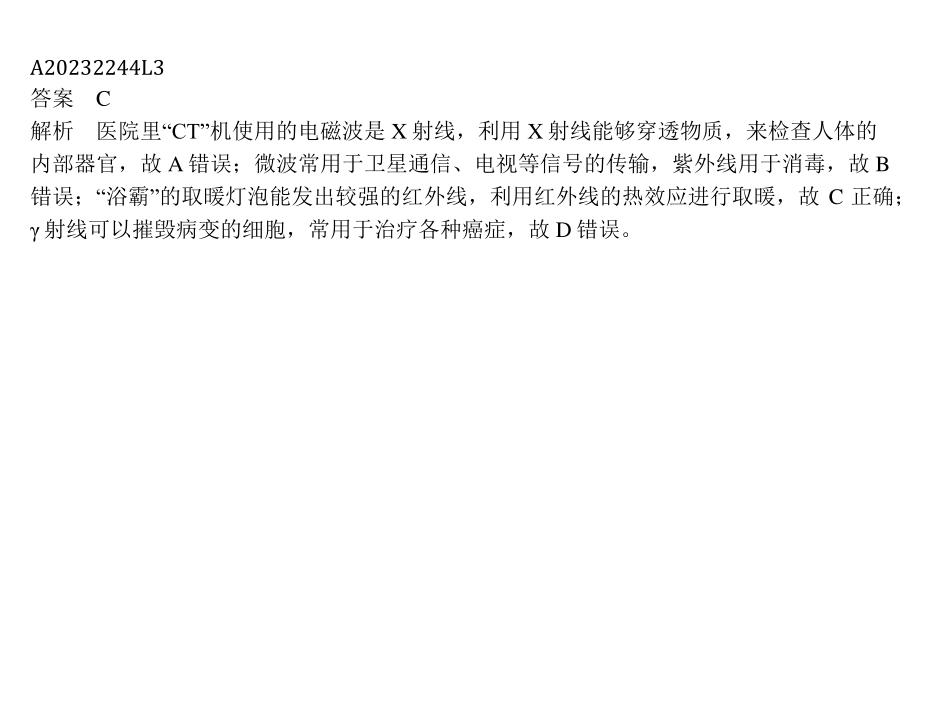 A20232244L3
答案　C
解析　医院里“CT”机使用的电磁波是 X 射线，利用 X 射线能够穿透物质，来检查人体的
内部器官，故 A 错误；微波常用于卫星通信、电视等信号的传输，紫外线用于消毒，故 B
错误；“浴霸”的取暖灯泡能发出较强的红外线，利用红外线的热效应进行取暖，故 C 正确；
γ 射线可以摧毁病变的细胞，常用于治疗各种癌症，故 D 错误。